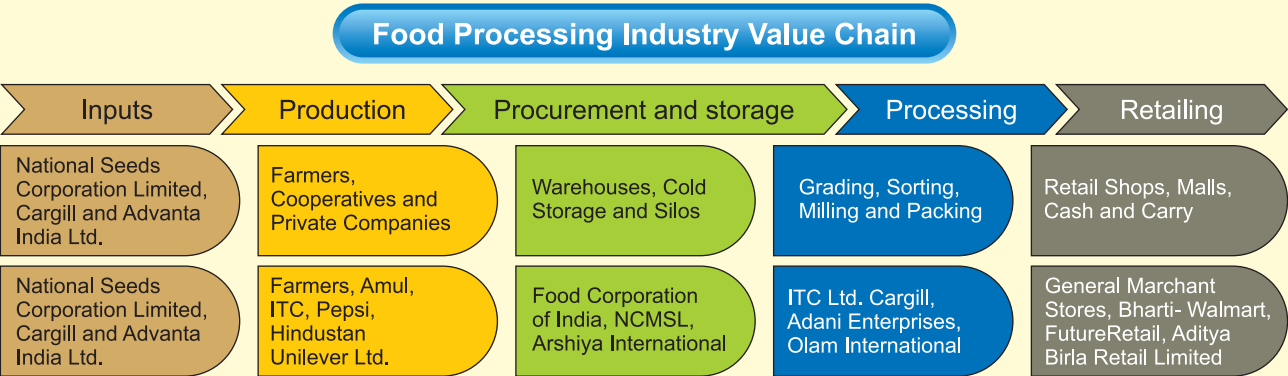 Food Processing Industry Value Chain
Inputs
Production
Procurement and storage
Processing
Retailing
National Seeds
Corporation Limited,
Cargill and Advanta
India Ltd.
Farmers,
Cooperatives and
Private Companies
Warehouses, Cold
Storage and Silos
Grading, Sorting,
Milling and Packing
Retail Shops, Malls,
Cash and Carry
National Seeds
Corporation Limited,
Cargill and Advanta
India Ltd.
Farmers, Amul,
ITC, Pepsi,
Hindustan
Unilever Ltd.
Food Corporation
of India, NCMSL,
Arshiya International
ITC Ltd. Cargill,
Adani Enterprises,
Olam International
General Marchant
Stores, Bharti- Walmart,
FutureRetail, Aditya
Birla Retail Limited